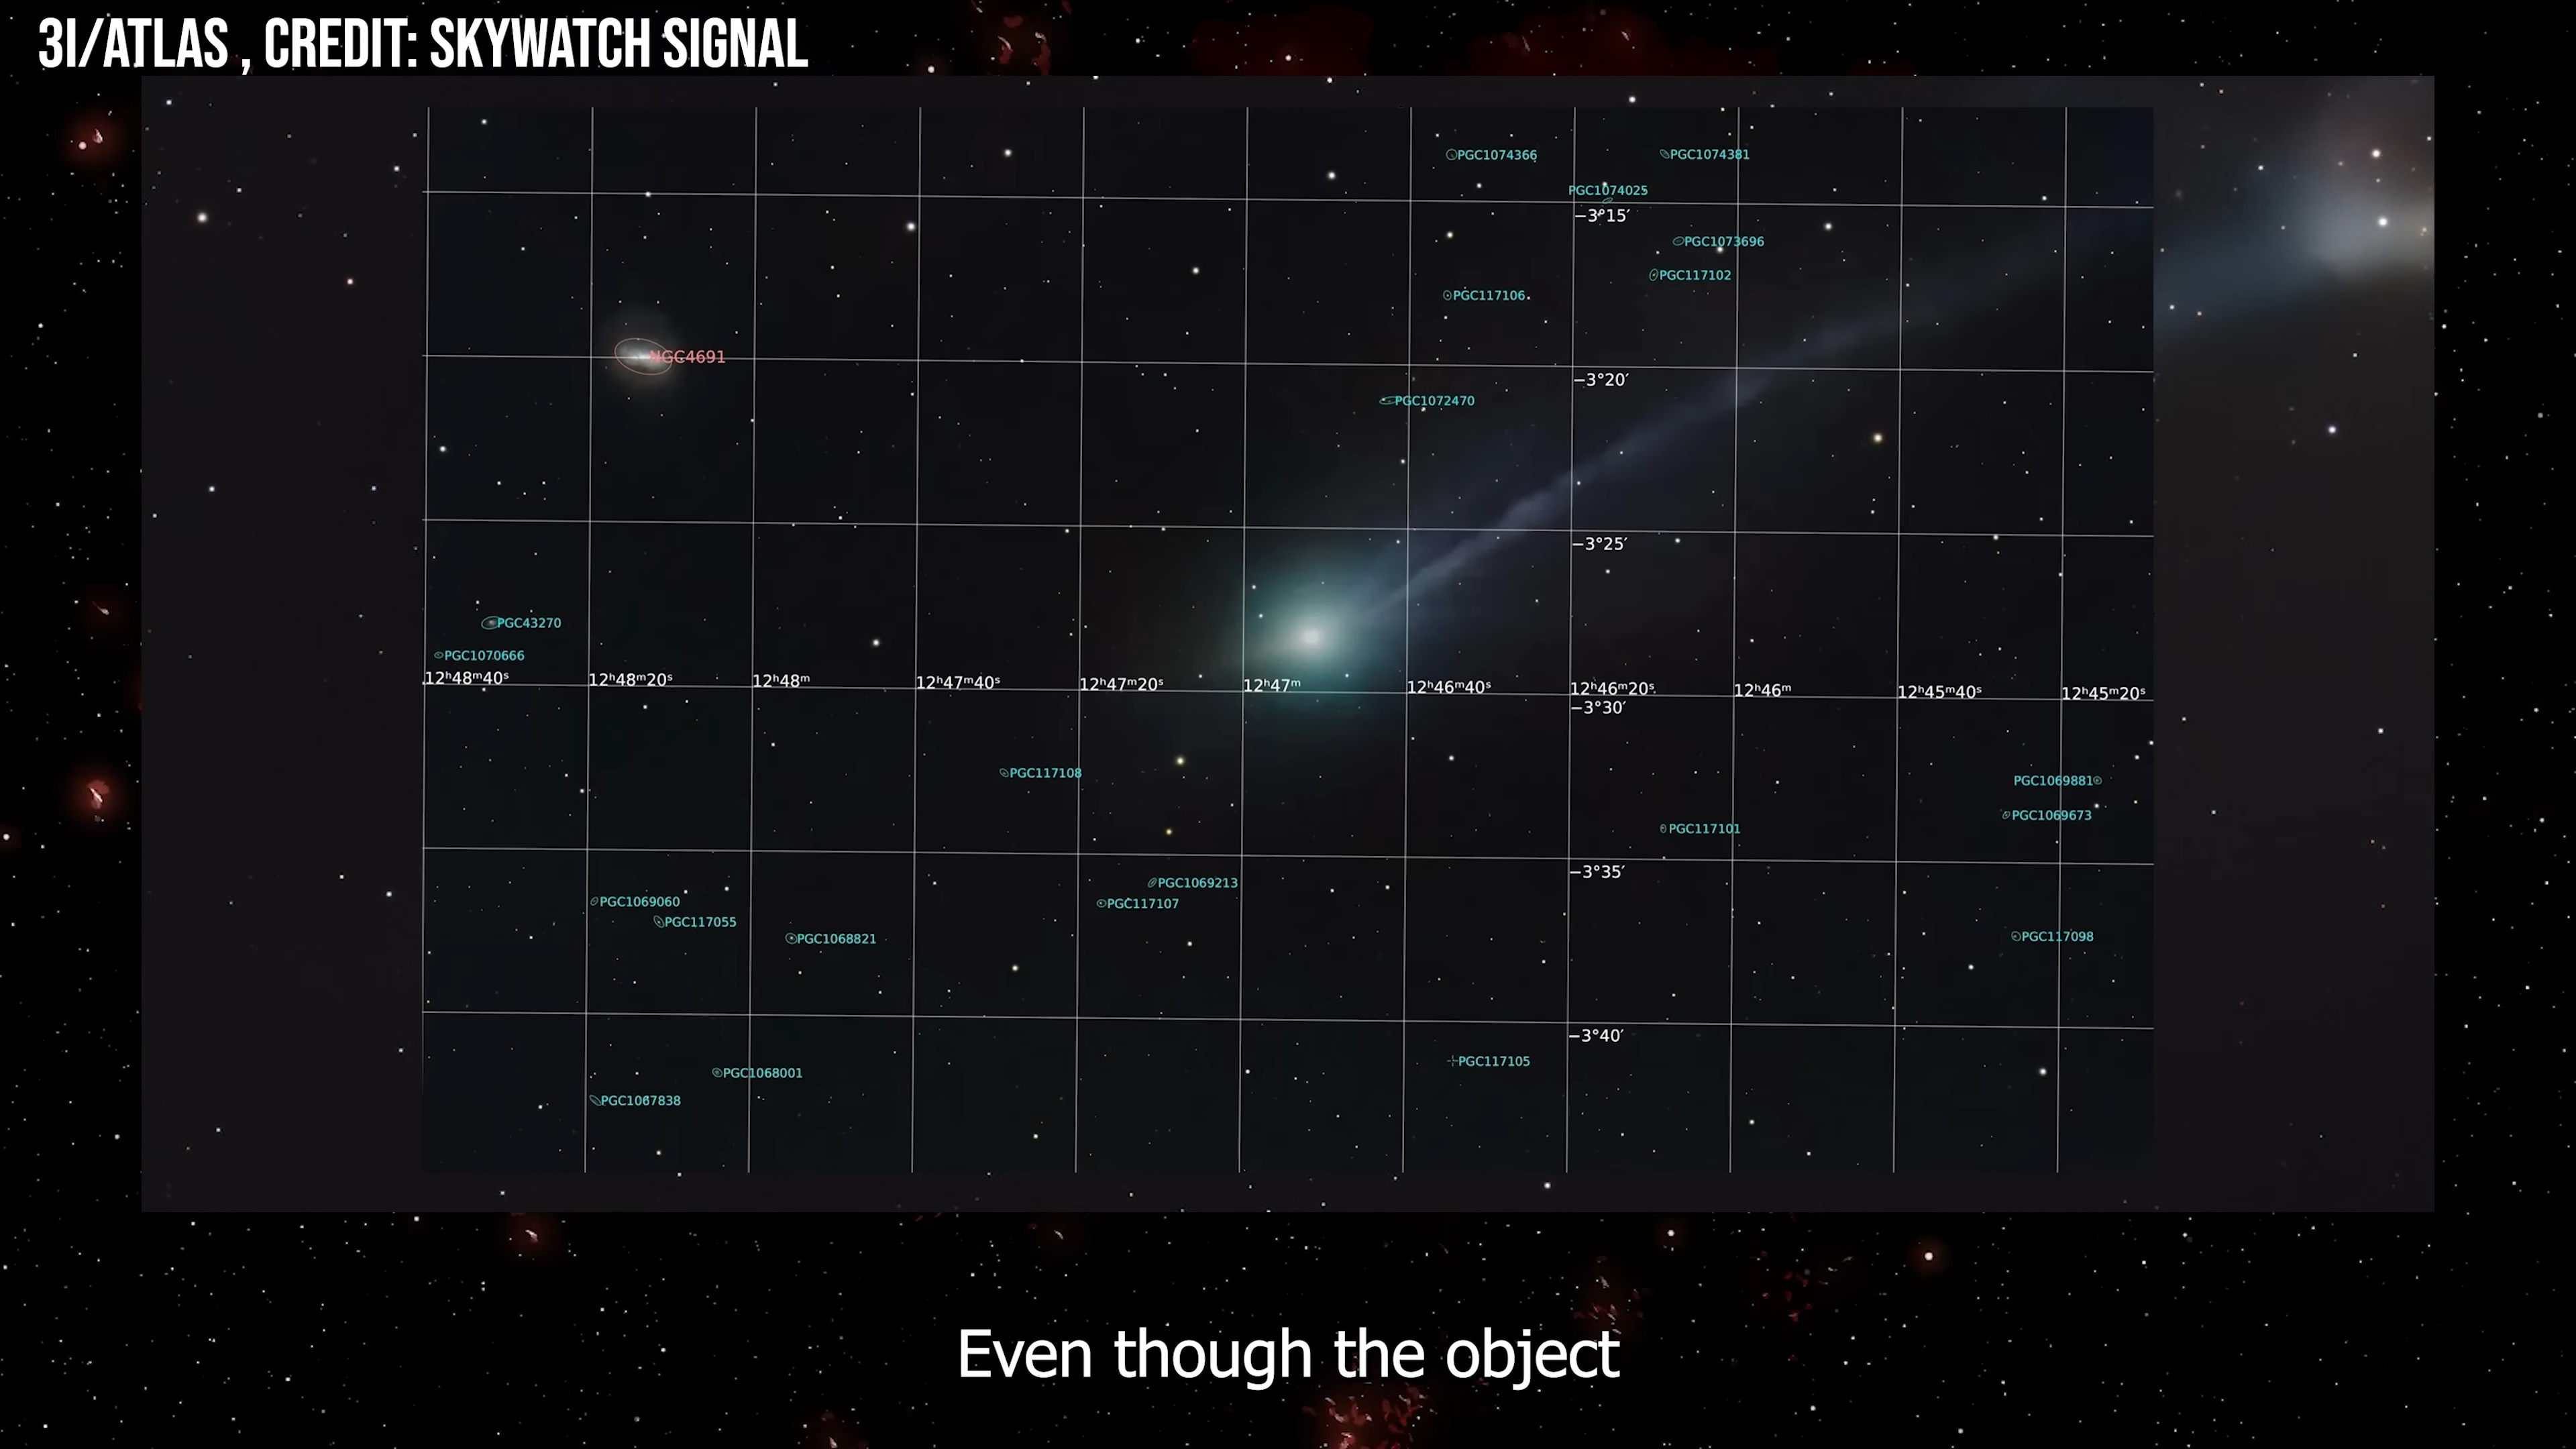 3I/ATLAS , CREDIT: SKYWATCH SIGNAL
PGC1074366
PGC1074381
PGC1074025
−3°15′
PGC1073696
PGC117102
PGC117106
NGC4691
−3°20′
PGC1072470
−3°25′
PGC43270
PGC1070666
12ʰ48ᵐ40ˢ 12ʰ48ᵐ20ˢ 12ʰ48ᵐ 12ʰ47ᵐ40ˢ 12ʰ47ᵐ20ˢ 12ʰ47ᵐ 12ʰ46ᵐ40ˢ 12ʰ46ᵐ20ˢ 12ʰ46ᵐ 12ʰ45ᵐ40ˢ 12ʰ45ᵐ20ˢ
−3°30′
PGC117108
PGC1069881
PGC1069673
PGC117101
−3°35′
PGC1069213
PGC1069060
PGC117107
PGC117055
PGC1068821
PGC117098
−3°40′
PGC117105
PGC1068001
PGC1067838
Even though the object